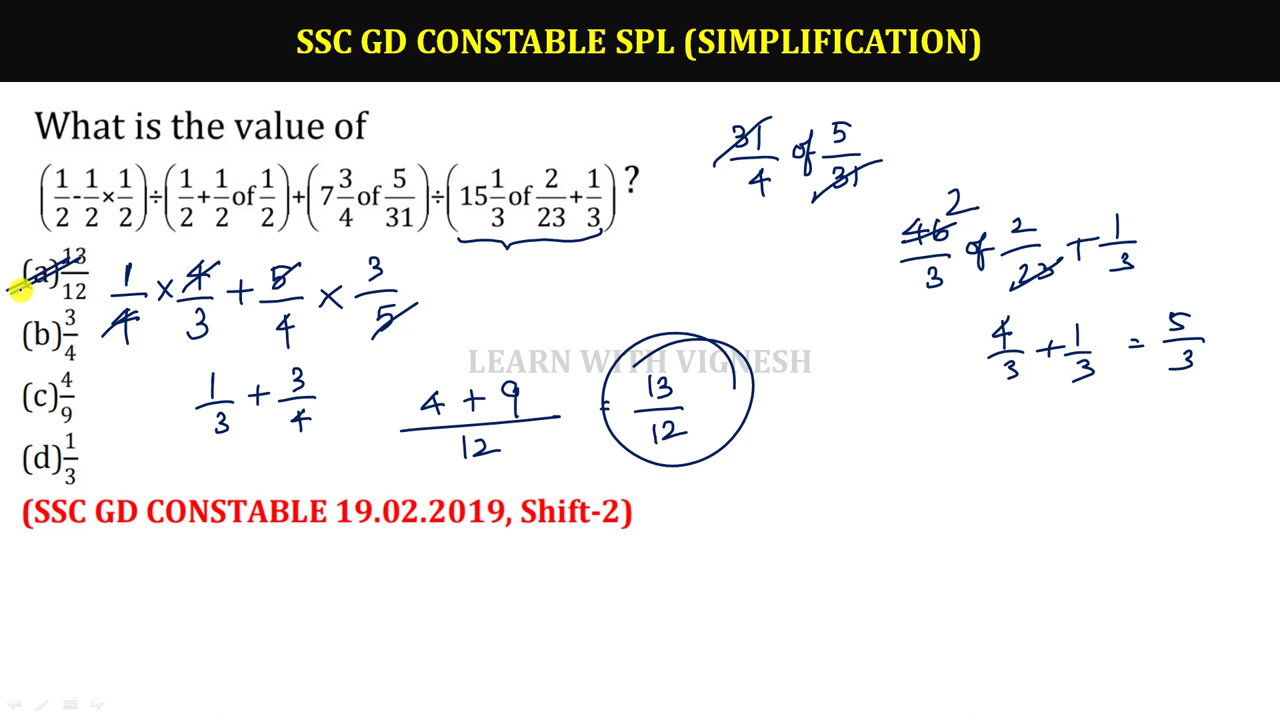 SSC GD CONSTABLE SPL (SIMPLIFICATION)
What is the value of
(1/2-1/2×1/2)÷(1/2+1/2 of 1/2)+(7 3/4 of 5/31)÷(15 1/3 of 2/23+1/3)?
31/4 of 5/31
2
46/3 of 2/23 + 1/3
4/3 + 1/3 = 5/3
(a) 13/12
1/4 × 4/3 + 5/4 × 3/5
(b) 3/4
LEARN WITH VIGNESH
(c) 4/9
1/3 + 3/4
4 + 9/12 = 13/12
(d) 1/3
(SSC GD CONSTABLE 19.02.2019, Shift-2)